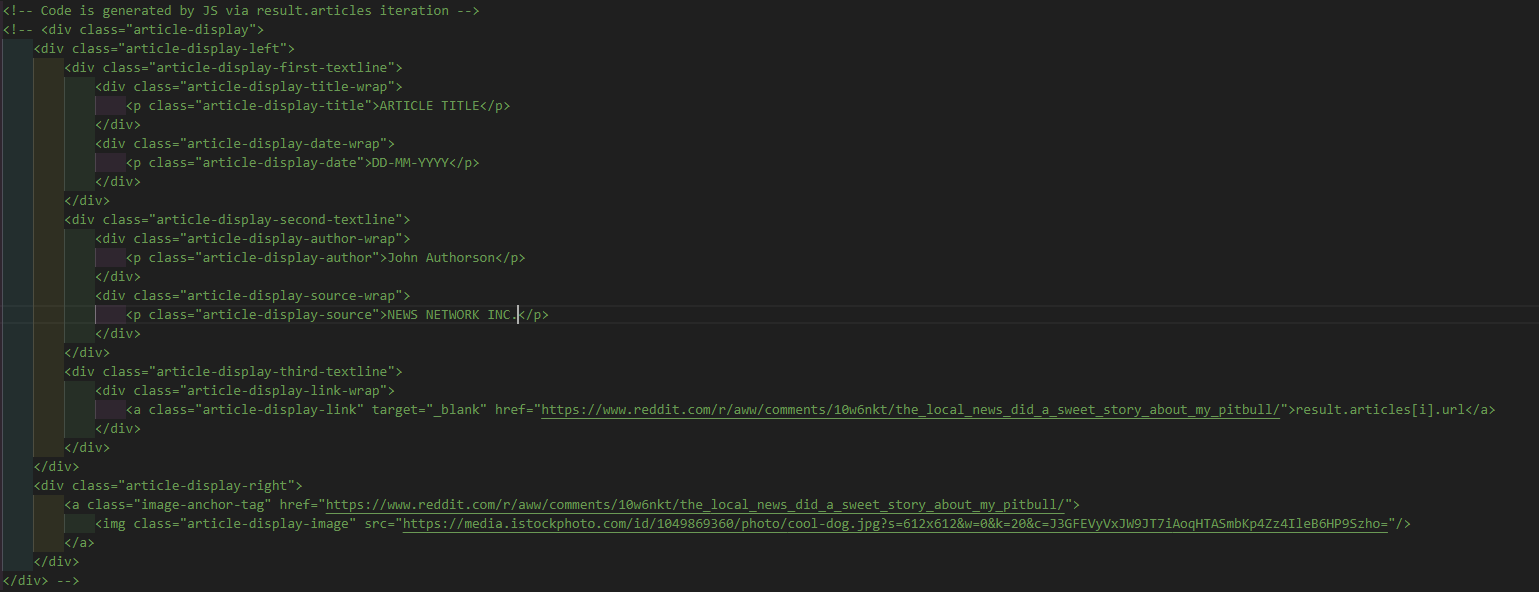 <!-- Code is generated by JS via result.articles iteration -->
<!-- <div class="article-display">
    <div class="article-display-left">
        <div class="article-display-first-textline">
            <div class="article-display-title-wrap">
                <p class="article-display-title">ARTICLE TITLE</p>
            </div>
            <div class="article-display-date-wrap">
                <p class="article-display-date">DD-MM-YYYY</p>
            </div>
        </div>
        <div class="article-display-second-textline">
            <div class="article-display-author-wrap">
                <p class="article-display-author">John Authorson</p>
            </div>
            <div class="article-display-source-wrap">
                <p class="article-display-source">NEWS NETWORK INC.</p>
            </div>
        </div>
        <div class="article-display-third-textline">
            <div class="article-display-link-wrap">
                <a class="article-display-link" target="_blank" href="https://www.reddit.com/r/aww/comments/10w6nkt/the_local_news_did_a_sweet_story_about_my_pitbull/">result.articles[i].url</a>
            </div>
        </div>
    </div>
    <div class="article-display-right">
        <a class="image-anchor-tag" href="https://www.reddit.com/r/aww/comments/10w6nkt/the_local_news_did_a_sweet_story_about_my_pitbull/">
            <img class="article-display-image" src="https://media.istockphoto.com/id/1049869360/photo/cool-dog.jpg?s=612x612&w=0&k=20&c=J3GFEVyVxJW9JT7iAoqHTASmbKp4Zz4IleB6HP9Szho="/>
        </a>
    </div>
</div> -->